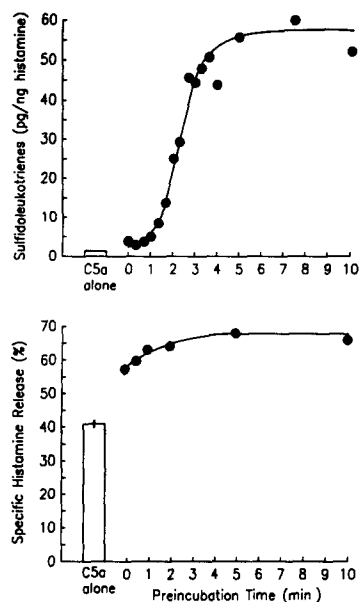 Sulfidoleukotrienes (pg/ng histamine)
60
50
40
30
20
10
0
C5a
alone
0 1 2 3 4 5 6 7 8 9 10
Specific Histamine Release (%)
70
60
50
40
30
20
10
0
C5a
alone
0 1 2 3 4 5 6 7 8 9 10
Preincubation Time (min)